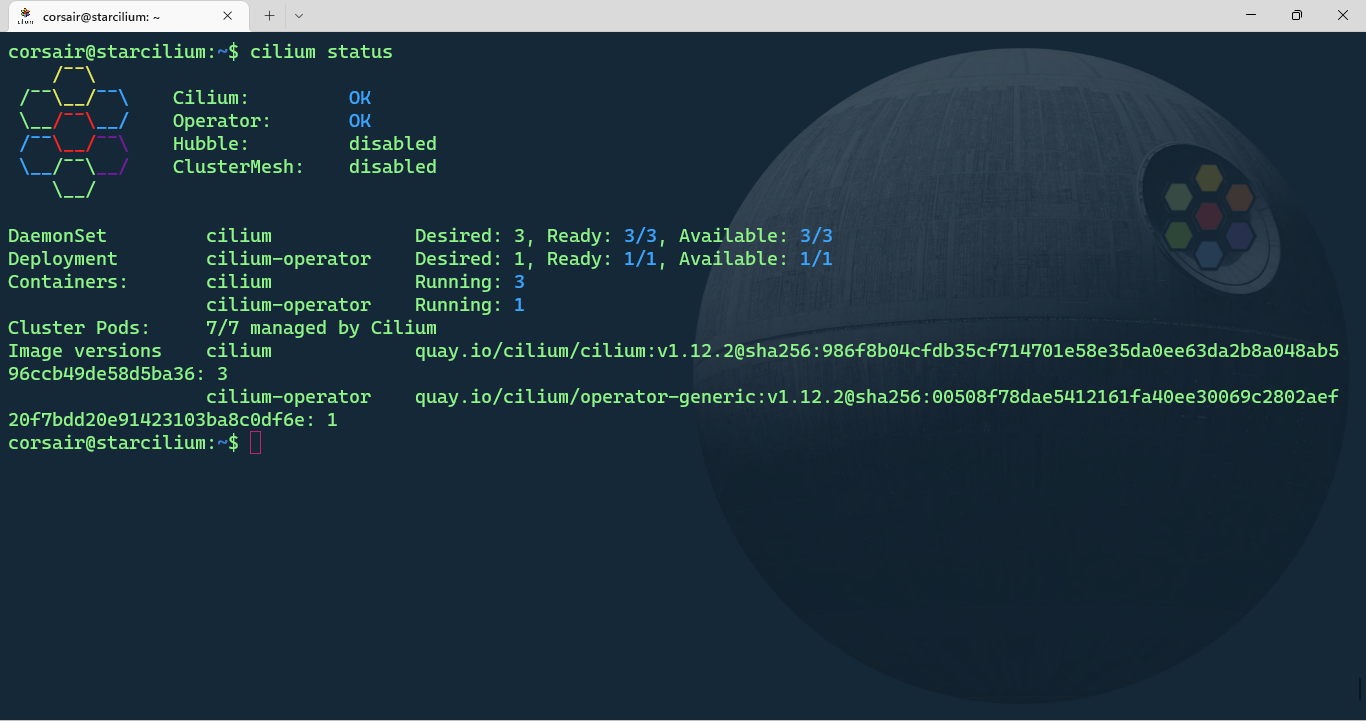 corsair@starcilium: ~
corsair@starcilium:~$ cilium status
    /¯¯\
 /¯¯\__/¯¯\    Cilium:         OK
 \__/¯¯\__/    Operator:       OK
 /¯¯\__/¯¯\    Hubble:         disabled
 \__/¯¯\__/    ClusterMesh:    disabled
    \__/
DaemonSet         cilium             Desired: 3, Ready: 3/3, Available: 3/3
Deployment        cilium-operator    Desired: 1, Ready: 1/1, Available: 1/1
Containers:       cilium             Running: 3
                  cilium-operator    Running: 1
Cluster Pods:     7/7 managed by Cilium
Image versions    cilium             quay.io/cilium/cilium:v1.12.2@sha256:986f8b04cfdb35cf714701e58e35da0ee63da2b8a048ab5
96ccb49de58d5ba36: 3
                  cilium-operator    quay.io/cilium/operator-generic:v1.12.2@sha256:00508f78dae5412161fa40ee30069c2802aef
20f7bdd20e91423103ba8c0df6e: 1
corsair@starcilium:~$